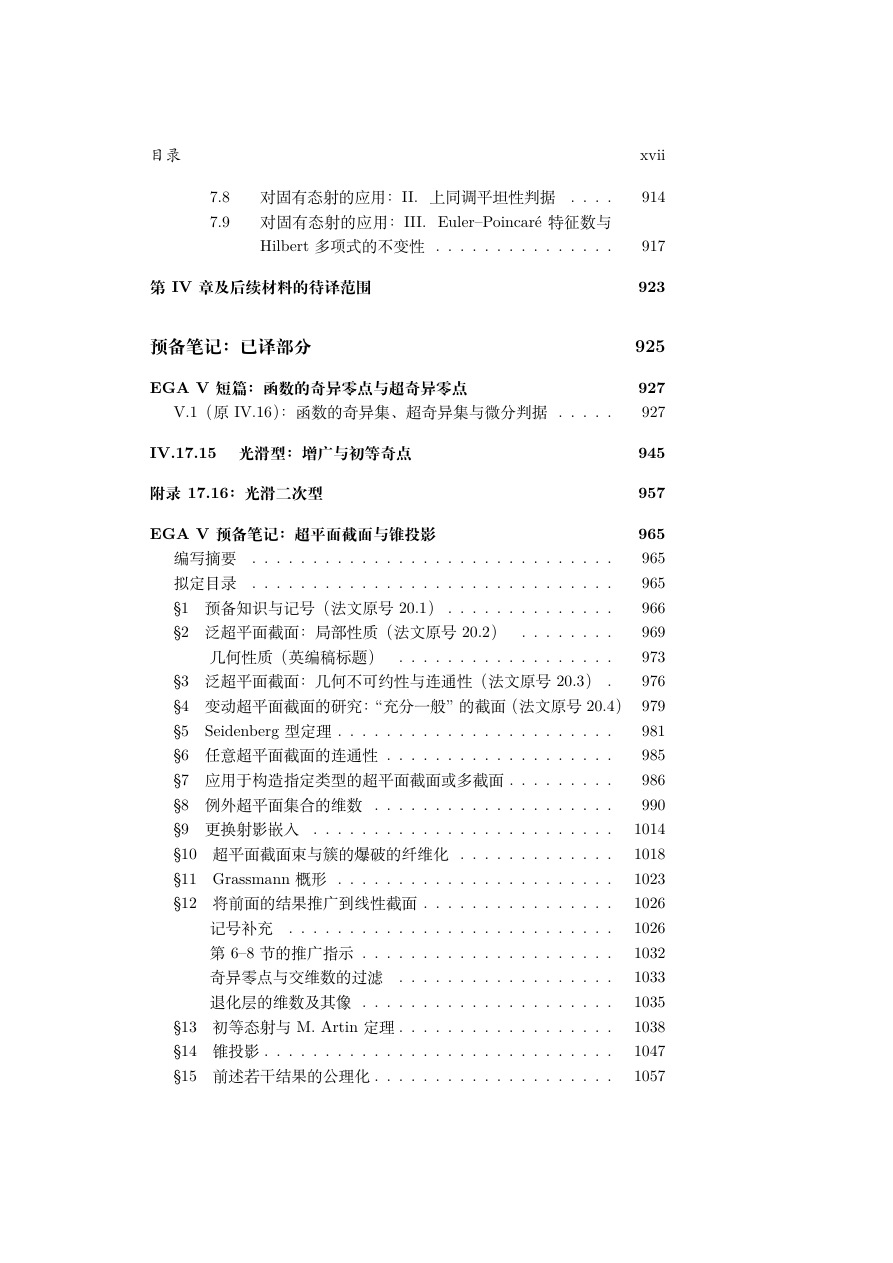 目录 xvii
7.8 对固有态射的应用：II. 上同调平坦性判据 . . . . 914
7.9 对固有态射的应用：III. Euler–Poincaré 特征数与
Hilbert 多项式的不变性 . . . . . . . . . . . . . . . 917
第 IV 章及后续材料的待译范围 923
预备笔记：已译部分 925
EGA V 短篇：函数的奇异零点与超奇异零点 927
V.1（原 IV.16）：函数的奇异集、超奇异集与微分判据 . . . . . 927
IV.17.15 光滑型：增广与初等奇点 945
附录 17.16：光滑二次型 957
EGA V 预备笔记：超平面截面与锥投影 965
编写摘要 . . . . . . . . . . . . . . . . . . . . . . . . . . . . . . 965
拟定目录 . . . . . . . . . . . . . . . . . . . . . . . . . . . . . . 965
§1 预备知识与记号（法文原号 20.1） . . . . . . . . . . . . . . 966
§2 泛超平面截面：局部性质（法文原号 20.2） . . . . . . . . 969
几何性质（英编稿标题） . . . . . . . . . . . . . . . . . . 973
§3 泛超平面截面：几何不可约性与连通性（法文原号 20.3） . 976
§4 变动超平面截面的研究：“充分一般” 的截面（法文原号 20.4） 979
§5 Seidenberg 型定理 . . . . . . . . . . . . . . . . . . . . . . . 981
§6 任意超平面截面的连通性 . . . . . . . . . . . . . . . . . . . 985
§7 应用于构造指定类型的超平面截面或多截面 . . . . . . . . . 986
§8 例外超平面集合的维数 . . . . . . . . . . . . . . . . . . . . 990
§9 更换射影嵌入 . . . . . . . . . . . . . . . . . . . . . . . . . 1014
§10 超平面截面束与簇的爆破的纤维化 . . . . . . . . . . . . . 1018
§11 Grassmann 概形 . . . . . . . . . . . . . . . . . . . . . . . 1023
§12 将前面的结果推广到线性截面 . . . . . . . . . . . . . . . . 1026
记号补充 . . . . . . . . . . . . . . . . . . . . . . . . . . . 1026
第 6–8 节的推广指示 . . . . . . . . . . . . . . . . . . . . . 1032
奇异零点与交维数的过滤 . . . . . . . . . . . . . . . . . . 1033
退化层的维数及其像 . . . . . . . . . . . . . . . . . . . . . 1035
§13 初等态射与 M. Artin 定理 . . . . . . . . . . . . . . . . . . 1038
§14 锥投影 . . . . . . . . . . . . . . . . . . . . . . . . . . . . . 1047
§15 前述若干结果的公理化 . . . . . . . . . . . . . . . . . . . . 1057